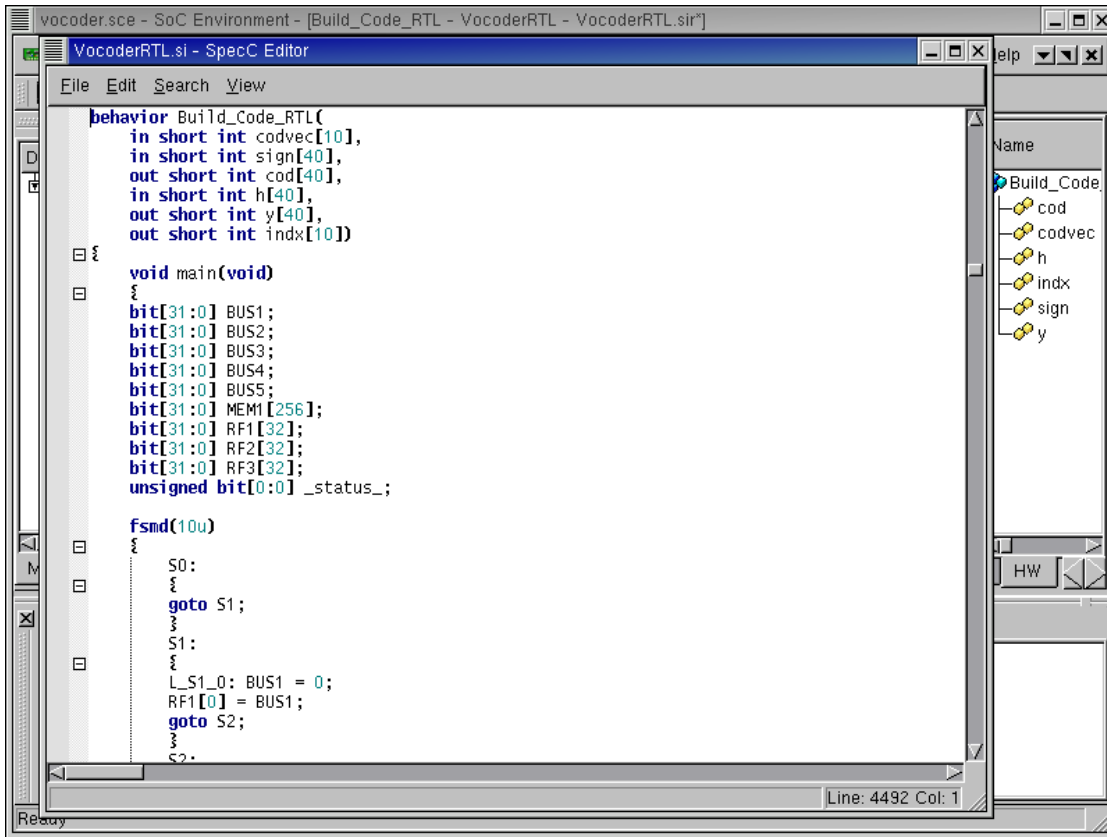 vocoder.sce - SoC Environment - [Build_Code_RTL - VocoderRTL - VocoderRTL.sir*]
VocoderRTL.si - SpecC Editor
File Edit Search View
behavior Build_Code_RTL(
in short int codvec[10],
in short int sign[40],
out short int cod[40],
in short int h[40],
out short int y[40],
out short int indx[10])
{
void main(void)
{
bit[31:0] BUS1;
bit[31:0] BUS2;
bit[31:0] BUS3;
bit[31:0] BUS4;
bit[31:0] BUS5;
bit[31:0] MEM1[256];
bit[31:0] RF1[32];
bit[31:0] RF2[32];
bit[31:0] RF3[32];
unsigned bit[0:0] _status_;
fsmd(10u)
{
S0:
{
goto S1;
}
S1:
{
L_S1_0: BUS1 = 0;
RF1[0] = BUS1;
goto S2;
}
S2:
Line: 4492 Col: 1
Name
Build_Code
cod
codvec
h
indx
sign
y
HW
Ready